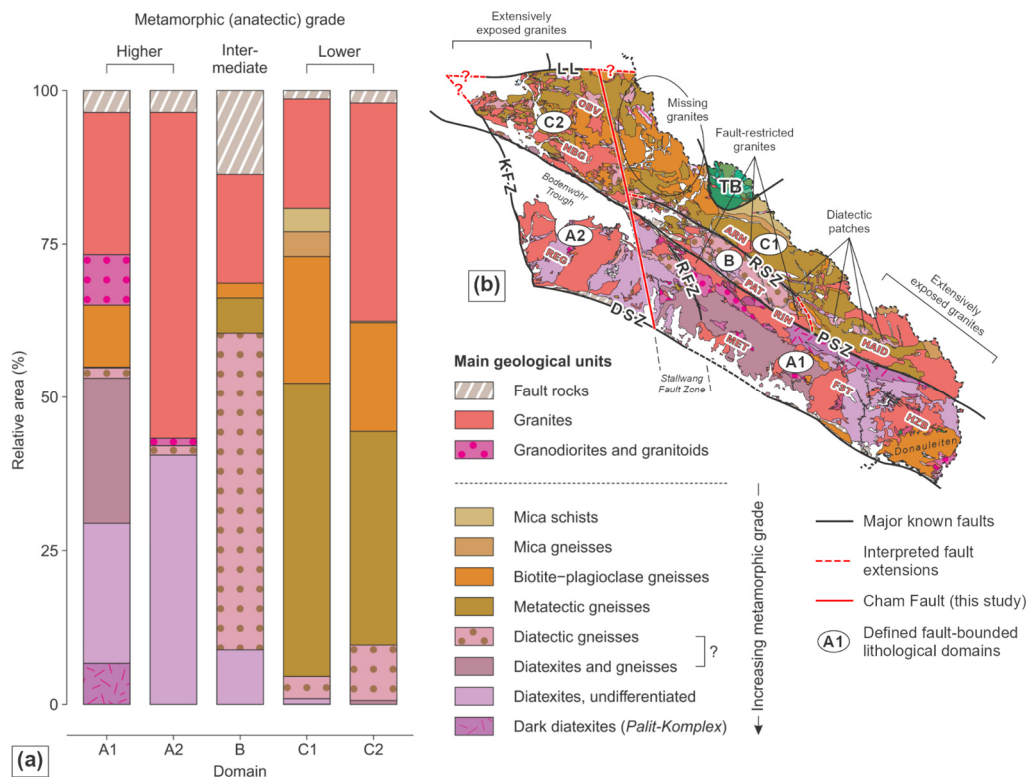 Metamorphic (anatectic) grade
Higher
Inter-
mediate
Lower
100
75
50
25
0
Relative area (%)
A1
A2
B
C1
C2
Domain
(a)
Extensively
exposed granites
L L
?
?
?
Missing
granites
Fault-restricted
granites
OBV
C2
NBG
K-F-Z
Bodenwöhr
Trough
TB
Diatectic
patches
A2
REG
ARN
C1
B
RSZ
PAT
Extensively
exposed granites
(b)
RFZ
RIN
PSZ
HAID
DSZ
MET
A1
Stallwang
Fault Zone
FST
HZB
Donauleiten
Main geological units
Fault rocks
Granites
Granodiorites and granitoids
Mica schists
Mica gneisses
Biotite−plagioclase gneisses
Metatectic gneisses
Diatectic gneisses
Diatexites and gneisses
?
Diatexites, undifferentiated
Dark diatexites (Palit-Komplex)
Increasing metamorphic grade
Major known faults
Interpreted fault
extensions
Cham Fault (this study)
A1
Defined fault-bounded
lithological domains